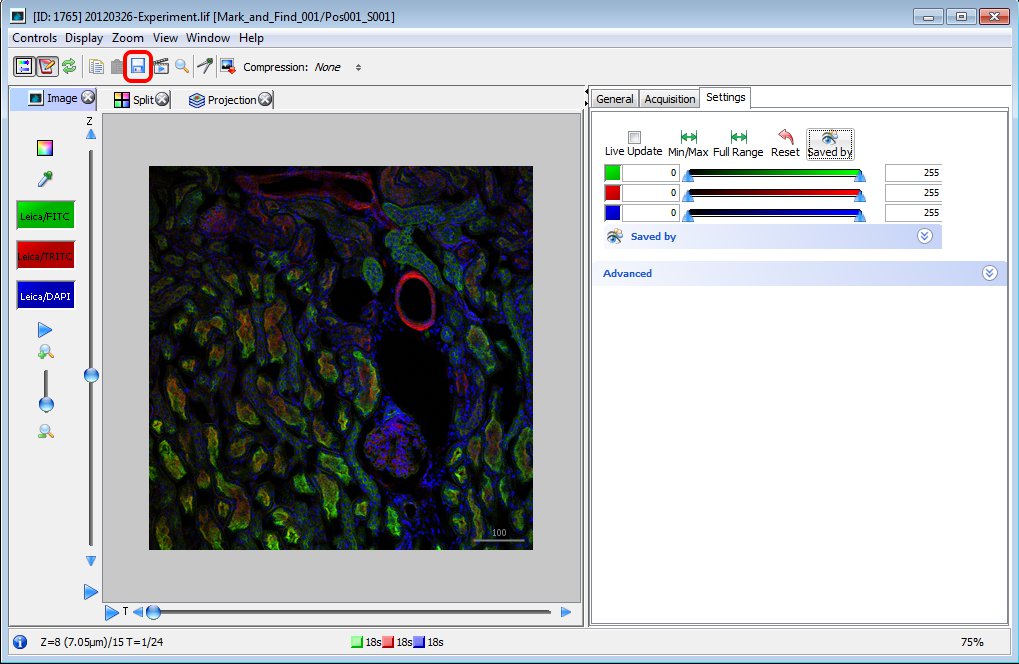 [ID: 1765] 20120326-Experiment.lif [Mark_and_Find_001/Pos001_S001]
Controls Display Zoom View Window Help
Compression: None
Image Split Projection
General Acquisition Settings
Z
Live Update Min/Max Full Range Reset Saved by
0 255
0 255
0 255
Leica/FITC
Leica/TRITC
Leica/DAPI
Saved by
Advanced
100
T
Z=8 (7.05µm)/15 T=1/24 18s 18s 18s 75%